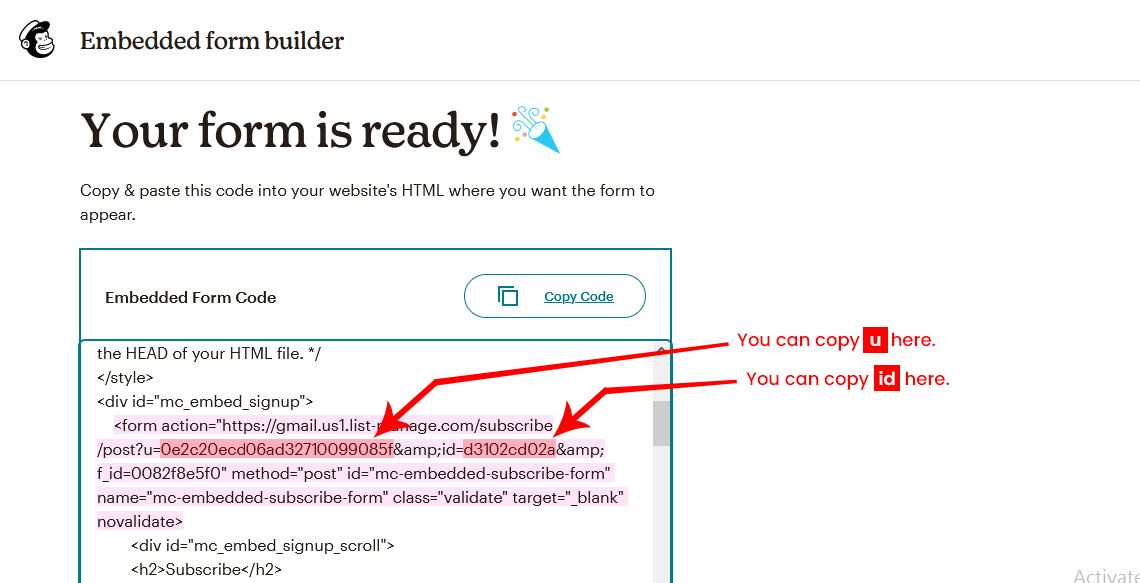 Embedded form builder
Your form is ready!
Copy & paste this code into your website's HTML where you want the form to
appear.
Embedded Form Code
Copy Code
the HEAD of your HTML file. */
</style>
<div id="mc_embed_signup">
<form action="https://gmail.us1.list-manage.com/subscribe
/post?u=0e2c20ecd06ad32710099085f&amp;id=d3102cd02a&amp;
f_id=0082f8e5f0" method="post" id="mc-embedded-subscribe-form"
name="mc-embedded-subscribe-form" class="validate" target="_blank"
novalidate>
<div id="mc_embed_signup_scroll">
<h2>Subscribe</h2>
You can copy u here.
You can copy id here.
Activate